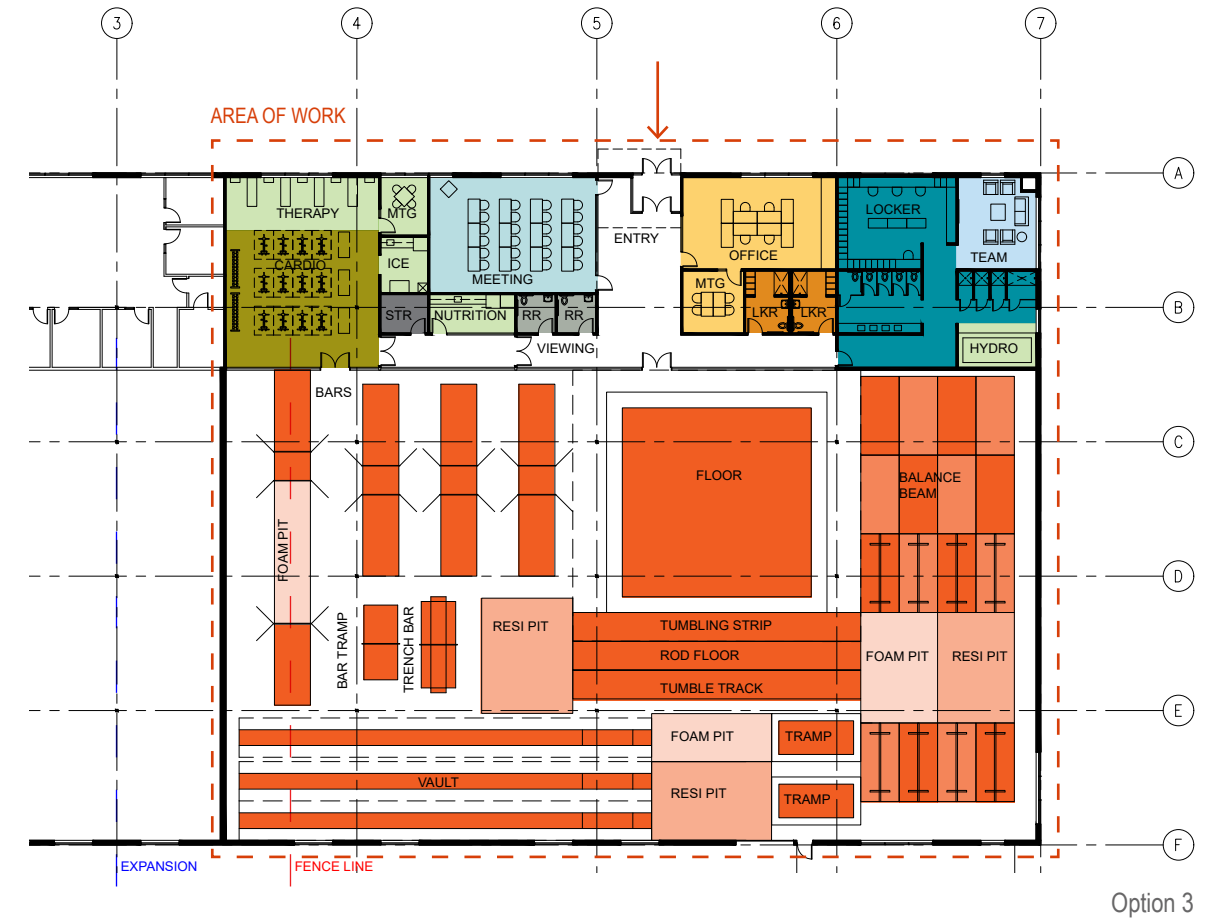 3
4
5
6
7
AREA OF WORK
A
THERAPY
MTG
LOCKER
ENTRY
OFFICE
TEAM
CARDIO
ICE
MEETING
MTG
STR
NUTRITION
RR
RR
LKR
LKR
B
VIEWING
HYDRO
BARS
C
FLOOR
BALANCE
BEAM
FOAM PIT
D
BAR TRAMP
TRENCH BAR
RESI PIT
TUMBLING STRIP
ROD FLOOR
TUMBLE TRACK
FOAM PIT
RESI PIT
E
FOAM PIT
TRAMP
VAULT
RESI PIT
TRAMP
F
EXPANSION
FENCE LINE
Option 3